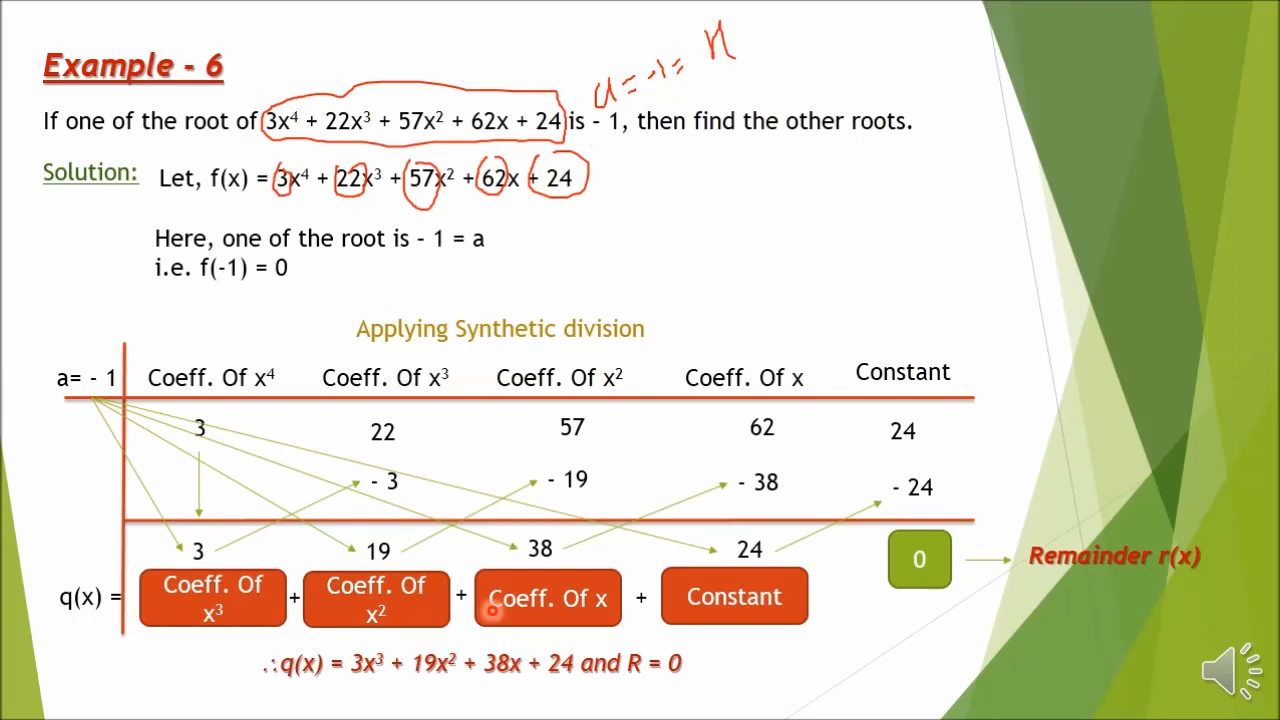 Example - 6
a = -1 =
If one of the root of 3x⁴ + 22x³ + 57x² + 62x + 24 is - 1, then find the other roots.
Solution: Let, f(x) = 3x⁴ + 22x³ + 57x² + 62x + 24
Here, one of the root is - 1 = a
i.e. f(-1) = 0
Applying Synthetic division
a= - 1 Coeff. Of x⁴ Coeff. Of x³ Coeff. Of x² Coeff. Of x Constant
3 22 57 62 24
- 3 - 19 - 38 - 24
3 19 38 24 0 Remainder r(x)
q(x) = Coeff. Of x³ + Coeff. Of x² + Coeff. Of x + Constant
∴q(x) = 3x³ + 19x² + 38x + 24 and R = 0